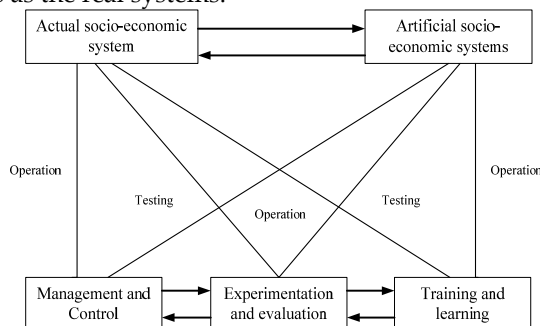 as the real systems.
Actual socio-economic
system
Artificial socio-
economic systems
Operation
Testing
Operation
Testing
Operation
Management and
Control
Experimentation
and evaluation
Training and
learning